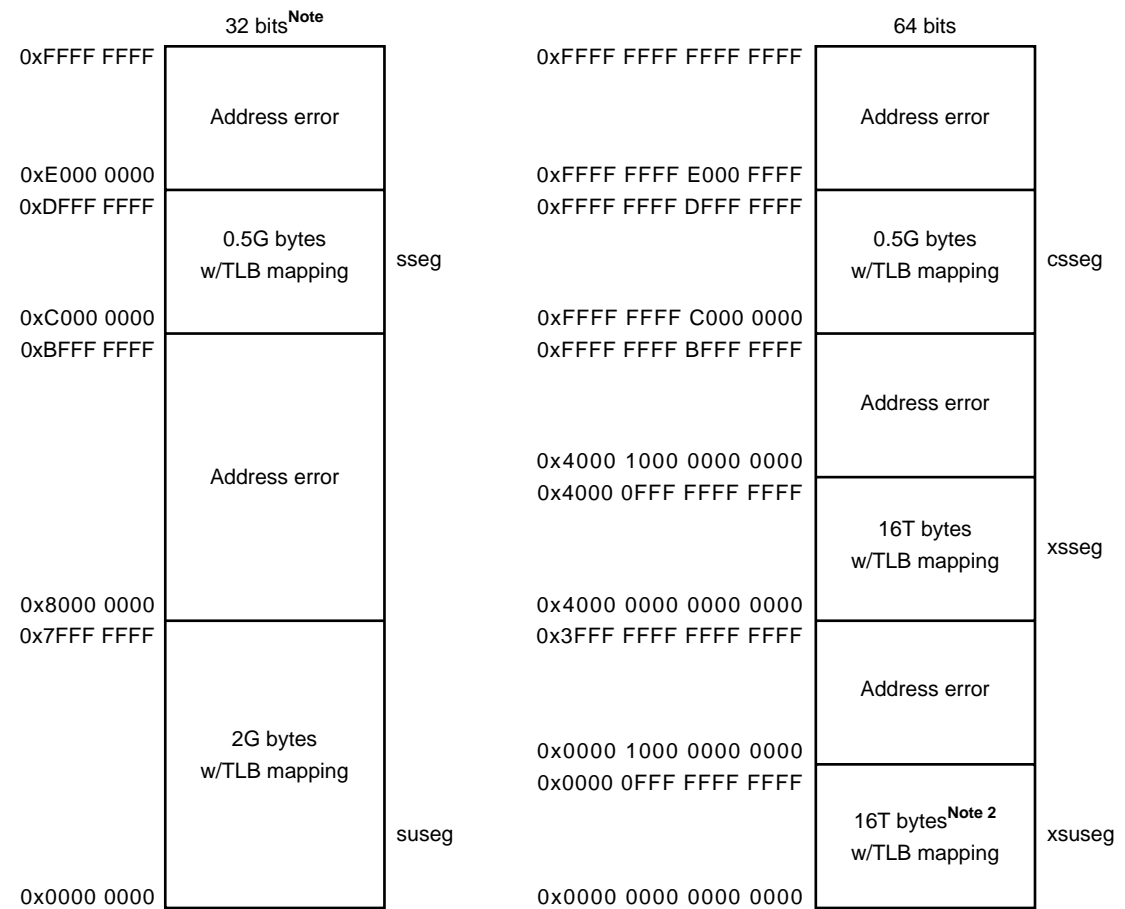 32 bitsNote
0xFFFF FFFF
Address error
0xE000 0000
0xDFFF FFFF
0.5G bytes
w/TLB mapping
sseg
0xC000 0000
0xBFFF FFFF
Address error
0x8000 0000
0x7FFF FFFF
2G bytes
w/TLB mapping
suseg
0x0000 0000
64 bits
0xFFFF FFFF FFFF FFFF
Address error
0xFFFF FFFF E000 FFFF
0xFFFF FFFF DFFF FFFF
0.5G bytes
w/TLB mapping
csseg
0xFFFF FFFF C000 0000
0xFFFF FFFF BFFF FFFF
Address error
0x4000 1000 0000 0000
0x4000 0FFF FFFF FFFF
16T bytes
w/TLB mapping
xsseg
0x4000 0000 0000 0000
0x3FFF FFFF FFFF FFFF
Address error
0x0000 1000 0000 0000
0x0000 0FFF FFFF FFFF
16T bytesNote 2
w/TLB mapping
xsuseg
0x0000 0000 0000 0000